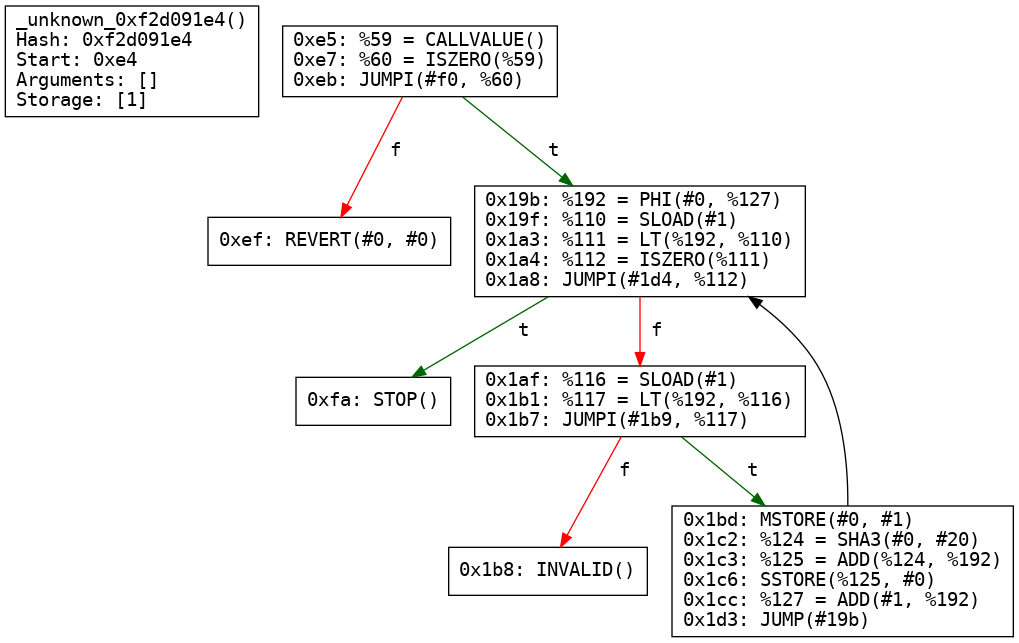 _unknown_0xf2d091e4()
Hash: 0xf2d091e4
Start: 0xe4
Arguments: []
Storage: [1]
0xe5: %59 = CALLVALUE()
0xe7: %60 = ISZERO(%59)
0xeb: JUMPI(#f0, %60)
f
t
0xef: REVERT(#0, #0)
0x19b: %192 = PHI(#0, %127)
0x19f: %110 = SLOAD(#1)
0x1a3: %111 = LT(%192, %110)
0x1a4: %112 = ISZERO(%111)
0x1a8: JUMPI(#1d4, %112)
t
f
0xfa: STOP()
0x1af: %116 = SLOAD(#1)
0x1b1: %117 = LT(%192, %116)
0x1b7: JUMPI(#1b9, %117)
f
t
0x1b8: INVALID()
0x1bd: MSTORE(#0, #1)
0x1c2: %124 = SHA3(#0, #20)
0x1c3: %125 = ADD(%124, %192)
0x1c6: SSTORE(%125, #0)
0x1cc: %127 = ADD(#1, %192)
0x1d3: JUMP(#19b)